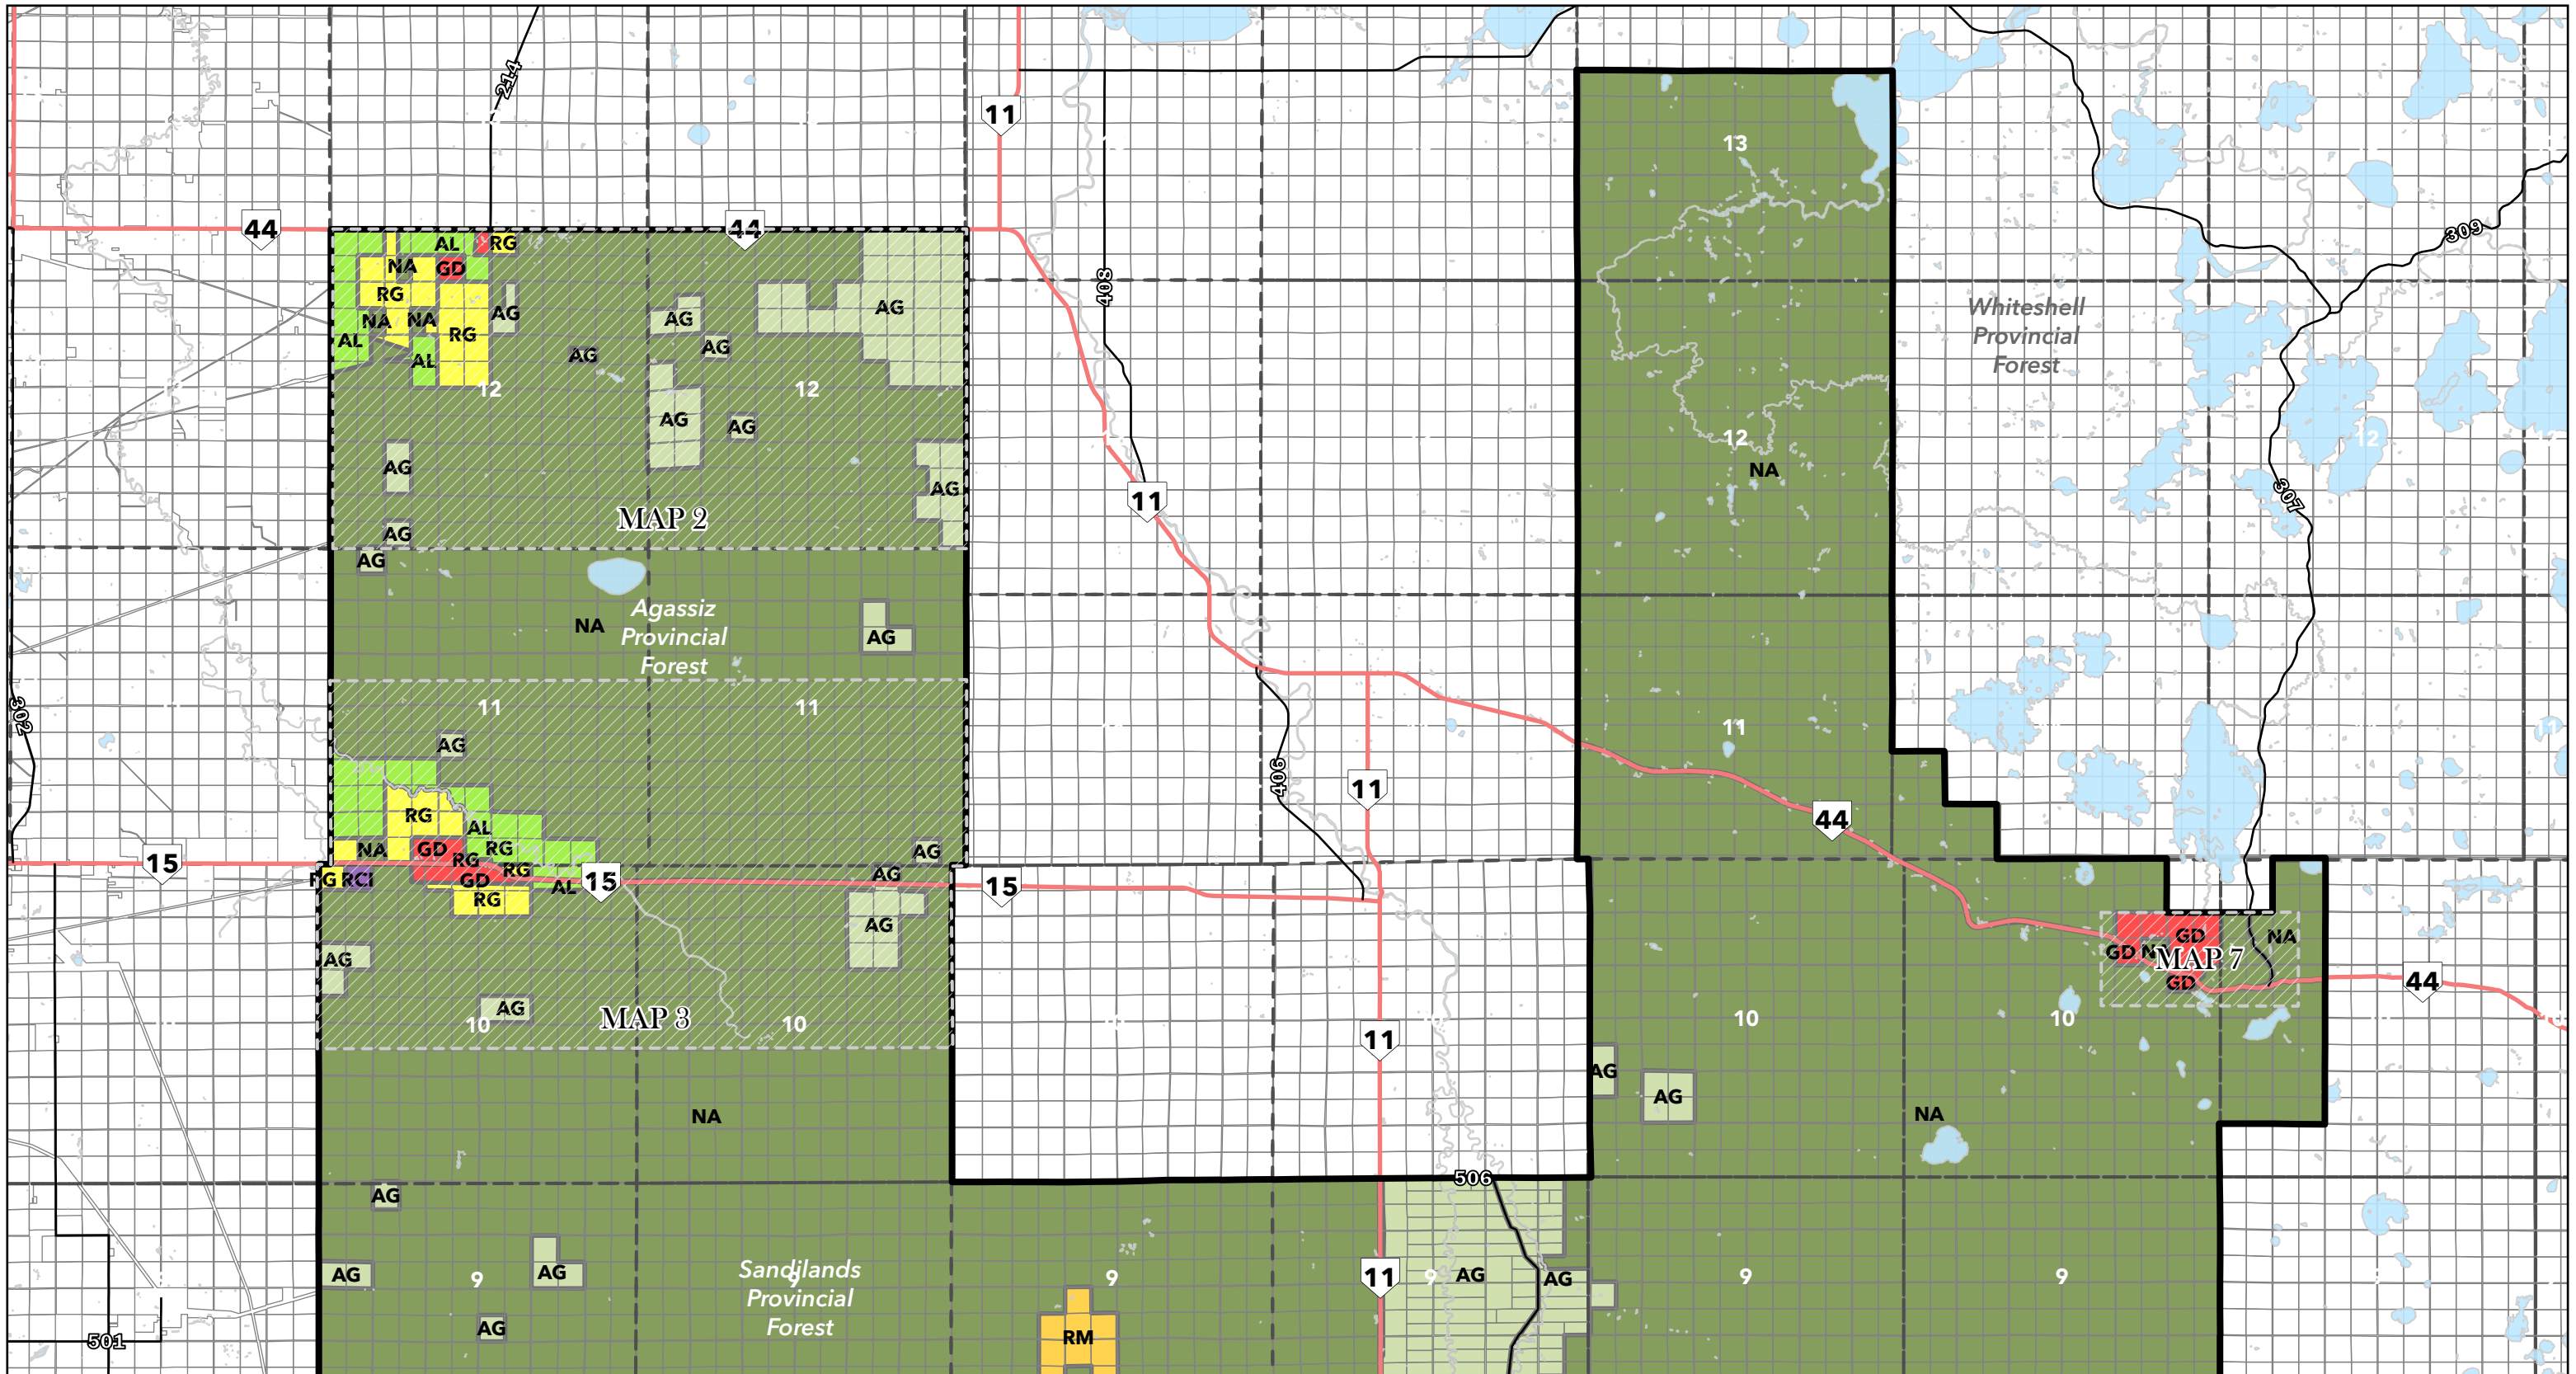 214
11
13
44
44
AL
RG
309
NA
GD
408
RG
AG
AG
AG
Whiteshell
Provincial
Forest
NA
NA
RG
AL
AL
AG
AG
12
12
AG
AG
12
12
AG
NA
AG
11
307
MAP 2
AG
AG
Agassiz
Provincial
Forest
NA
AG
11
11
11
302
AG
406
11
44
RG
AL
NA
GD
RG
RG
AG
15
RG
RCI
GD
AL
15
AG
15
RG
AG
GD
NA
GD
MAP 7
AG
GD
44
AG
10
MAP 3
10
11
10
10
AG
AG
NA
NA
506
AG
AG
9
AG
Sandilands
Provincial
Forest
9
9
11
9
AG
AG
9
9
AG
RM
501